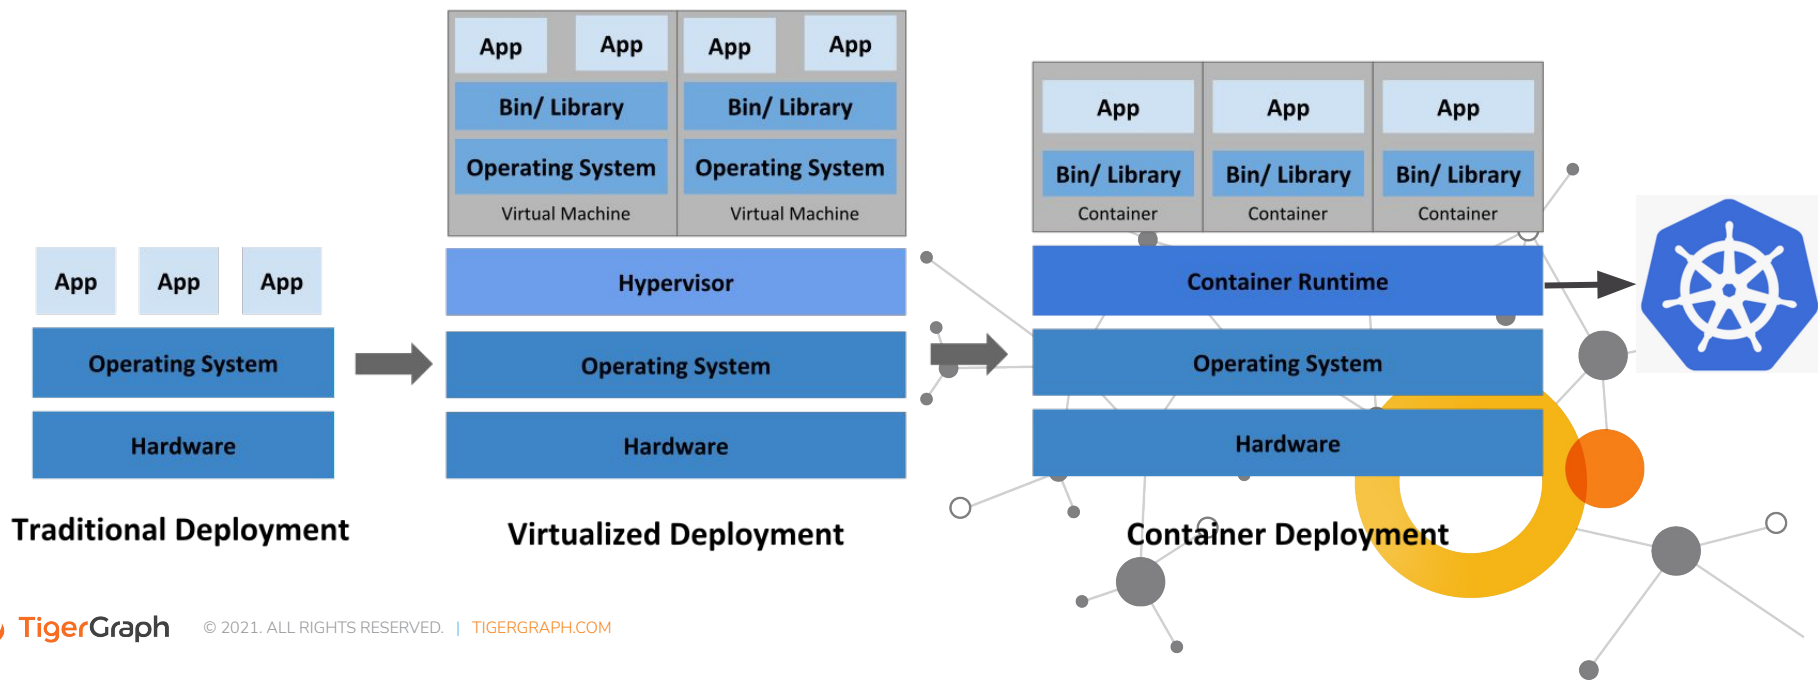 App
App
App
Operating System
Hardware
Traditional Deployment
App
App
App
App
Bin/ Library
Bin/ Library
Operating System
Operating System
Virtual Machine
Virtual Machine
Hypervisor
Operating System
Hardware
Virtualized Deployment
App
App
App
Bin/ Library
Bin/ Library
Bin/ Library
Container
Container
Container
Container Runtime
Operating System
Hardware
Container Deployment
TigerGraph
© 2021. ALL RIGHTS RESERVED. | TIGERGRAPH.COM